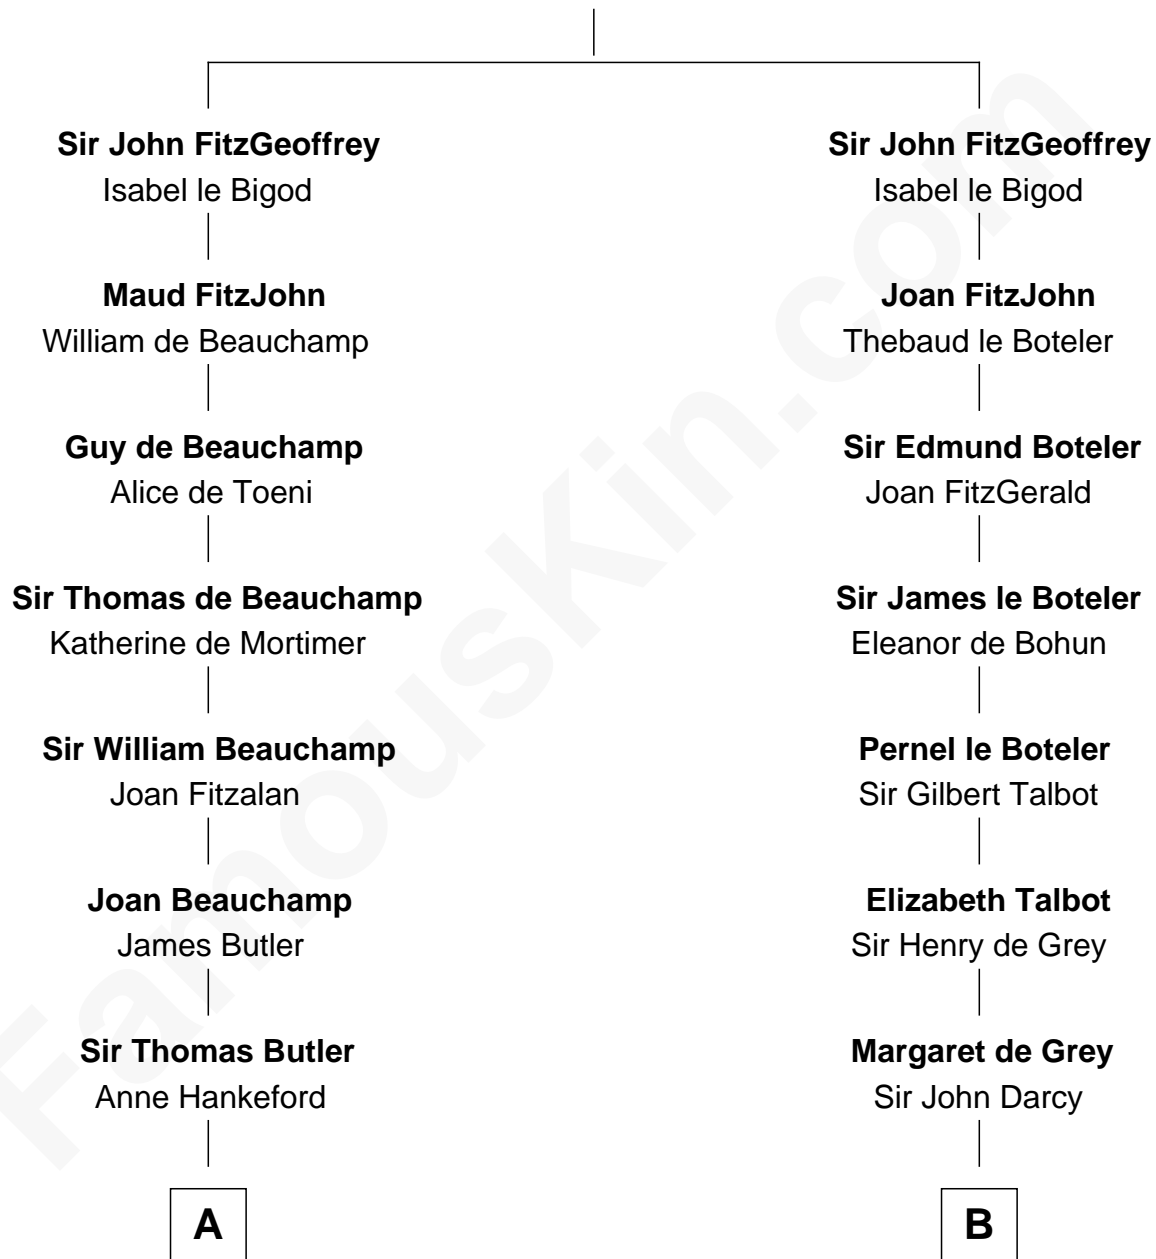 Sir John FitzGeoffrey
Isabel le Bigod
Maud FitzJohn
William de Beauchamp
Guy de Beauchamp
Alice de Toeni
Sir Thomas de Beauchamp
Katherine de Mortimer
Sir William Beauchamp
Joan Fitzalan
Joan Beauchamp
James Butler
Sir Thomas Butler
Anne Hankeford
A
Sir John FitzGeoffrey
Isabel le Bigod
Joan FitzJohn
Thebaud le Boteler
Sir Edmund Boteler
Joan FitzGerald
Sir James le Boteler
Eleanor de Bohun
Pernel le Boteler
Sir Gilbert Talbot
Elizabeth Talbot
Sir Henry de Grey
Margaret de Grey
Sir John Darcy
B
FamousKin.com